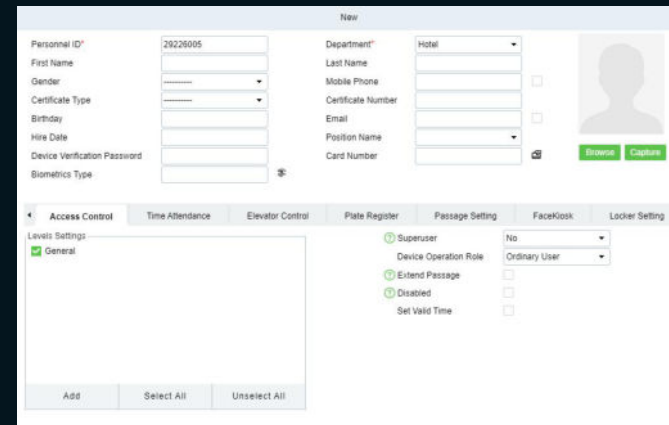 New
Personnel ID* 29226005 Department* Hotel
First Name Last Name
Gender ---------- Mobile Phone
Certificate Type ---------- Certificate Number
Birthday Email
Hire Date Position Name
Device Verification Password Card Number
Browse Capture
Biometrics Type
Access Control Time Attendance Elevator Control Plate Register Passage Setting FaceKiosk Locker Setting
Levels Settings
General
Superuser No
Device Operation Role Ordinary User
Extend Passage
Disabled
Set Valid Time
Add Select All Unselect All